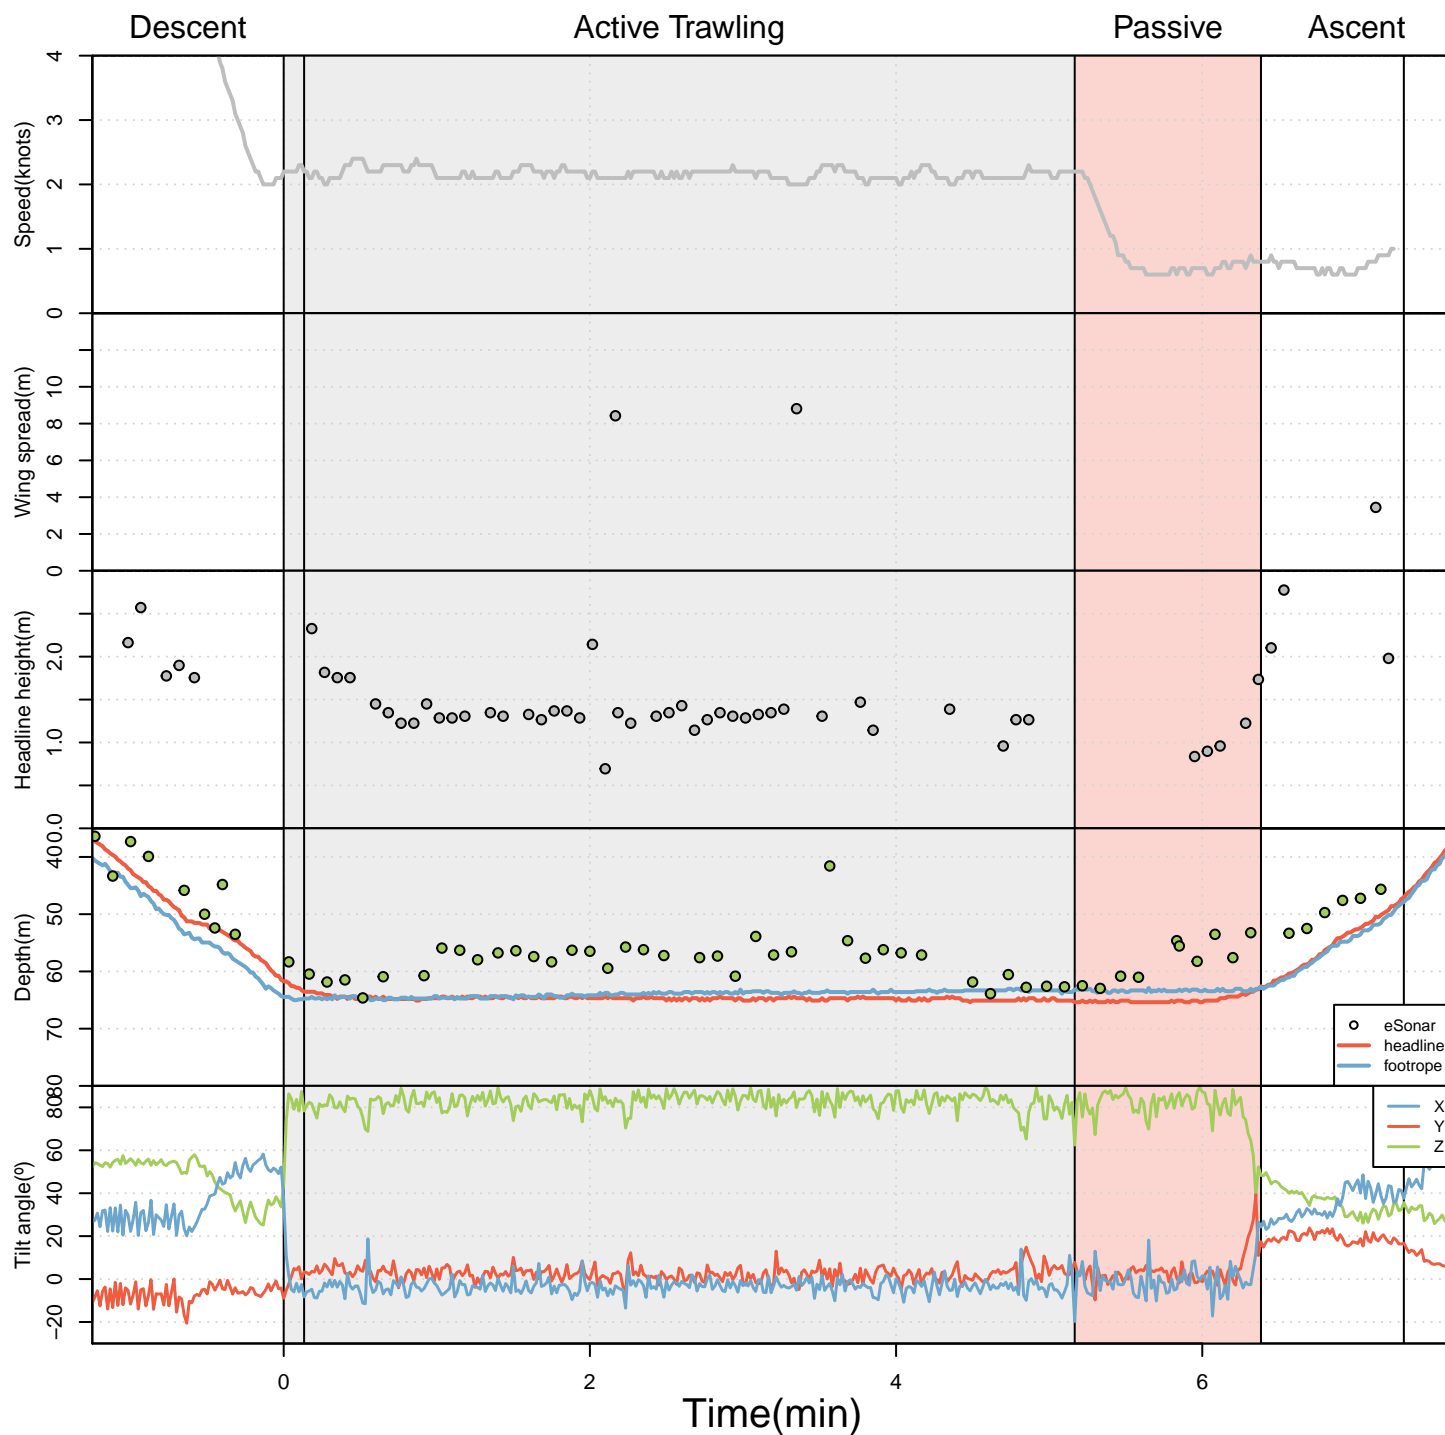 Descent Active Trawling Passive Ascent
Speed(knots)
4
3
2
1
0
Wing spread(m)
10
8
6
4
2
0
Headline height(m)
2.0
1.0
0.0
Depth(m)
40
50
60
70
80
eSonar
headline
footrope
Tilt angle(º)
80
60
40
20
0
−20
X
Y
Z
0 2 4 6
Time(min)